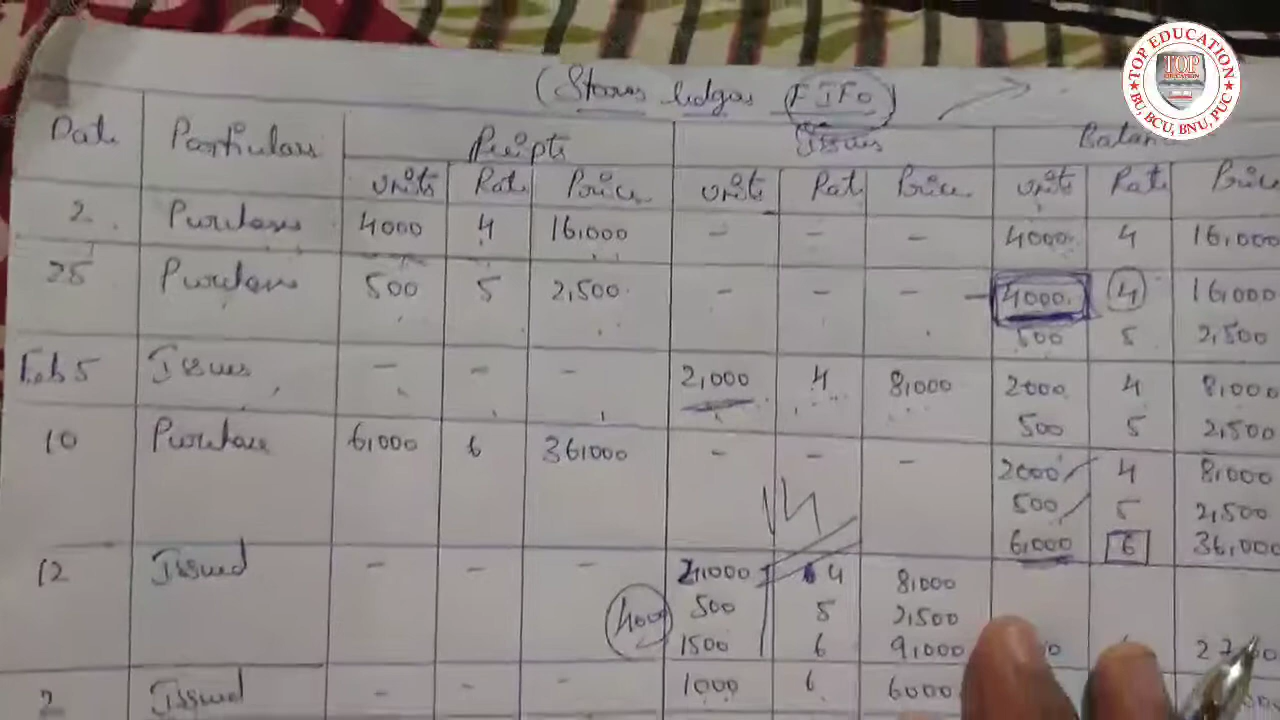 TOP EDUCATION
TOP
EDUCATION
BU, BCU, BNU, PUC
(Stores ledger FIFO)
Date Particulars Receipts Issues
Units Rate Price Units Rate Price Units Rate Price
2 Purchases 4000 4 16,000 - - - 4000 4 16,000
25 Purchases 500 5 2,500 - - - 4000 4 16,000
500 5 2,500
Feb 5 Issues - - - 2,000 4 8,000 2000 4 8,000
500 5 2,500
10 Purchase 6,000 6 36,000 - - - 2000 4 8,000
500 5 2,500
6,000 6 36,000
12 Issued - - - 2,000 4 8,000
4000 500 5 2,500
1500 6 9,000
2 Issued - - - 1000 6 6000